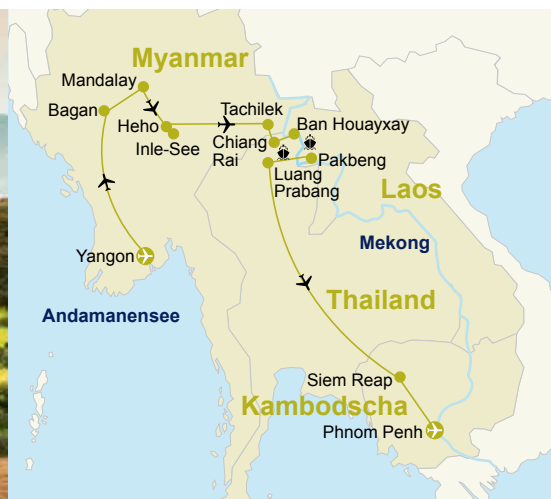 Myanmar
Mandalay
Bagan
Heho
Inle-See
Tachilek
Ban Houayxay
Chiang
Rai
Pakbeng
Luang
Prabang
Laos
Mekong
Yangon
Thailand
Andamanensee
Siem Reap
Kambodscha
Phnom Penh